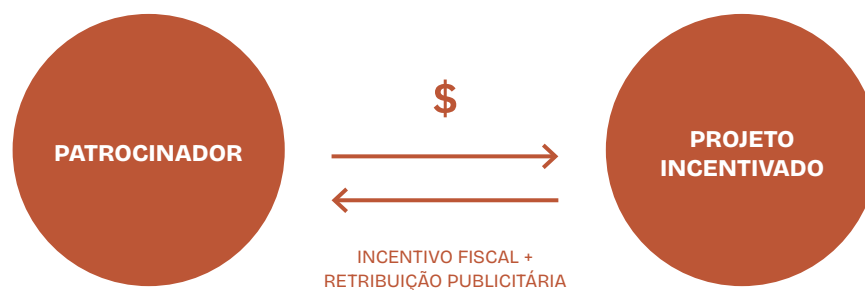 $
PATROCINADOR
PROJETO
INCENTIVADO
INCENTIVO FISCAL +
RETRIBUIÇÃO PUBLICITÁRIA